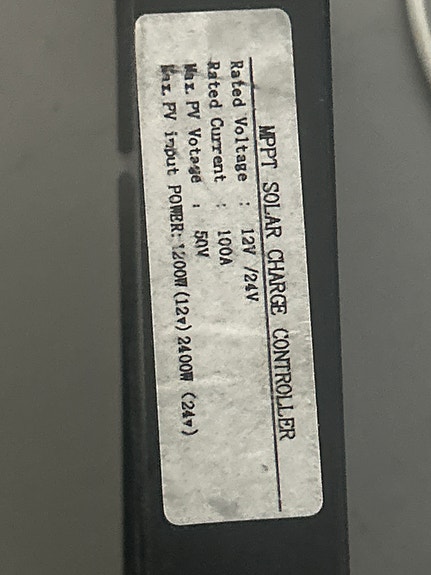 MPPT SOLAR CHARGE CONTROLLER
Rated Voltage : 12V /24V
Rated Current : 100A
Max. PV Votage : 50V
Max. PV input POWER: 1200W(12v)2400W (24v)